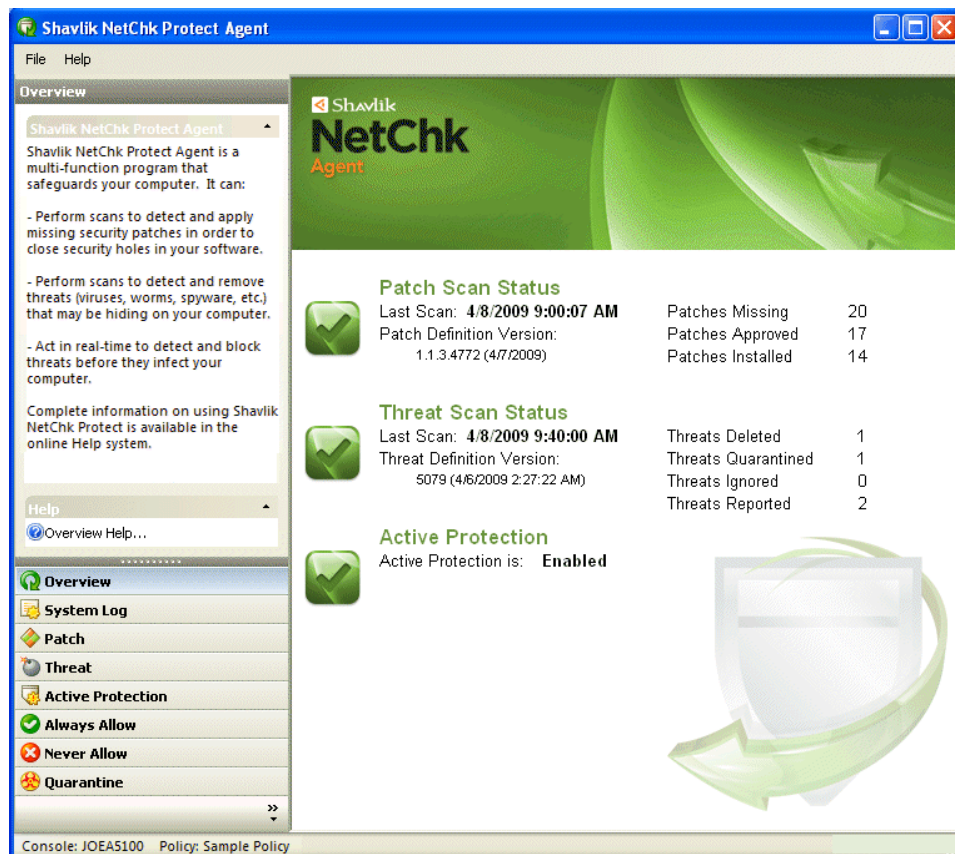 Shavlik NetChk Protect Agent
File Help
Overview
Shavlik NetChk Protect Agent
Shavlik NetChk Protect Agent is a
multi-function program that
safeguards your computer. It can:
- Perform scans to detect and apply
missing security patches in order to
close security holes in your software.
- Perform scans to detect and remove
threats (viruses, worms, spyware, etc.)
that may be hiding on your computer.
- Act in real-time to detect and block
threats before they infect your
computer.
Complete information on using Shavlik
NetChk Protect is available in the
online Help system.
Help
Overview Help...
Overview
System Log
Patch
Threat
Active Protection
Always Allow
Never Allow
Quarantine
Shavlik
NetChk
Agent
Patch Scan Status
Last Scan: 4/8/2009 9:00:07 AM
Patch Definition Version:
1.1.3.4772 (4/7/2009)
Patches Missing 20
Patches Approved 17
Patches Installed 14
Threat Scan Status
Last Scan: 4/8/2009 9:40:00 AM
Threat Definition Version:
5079 (4/6/2009 2:27:22 AM)
Threats Deleted 1
Threats Quarantined 1
Threats Ignored 0
Threats Reported 2
Active Protection
Active Protection is: Enabled
Console: JOEA5100 Policy: Sample Policy